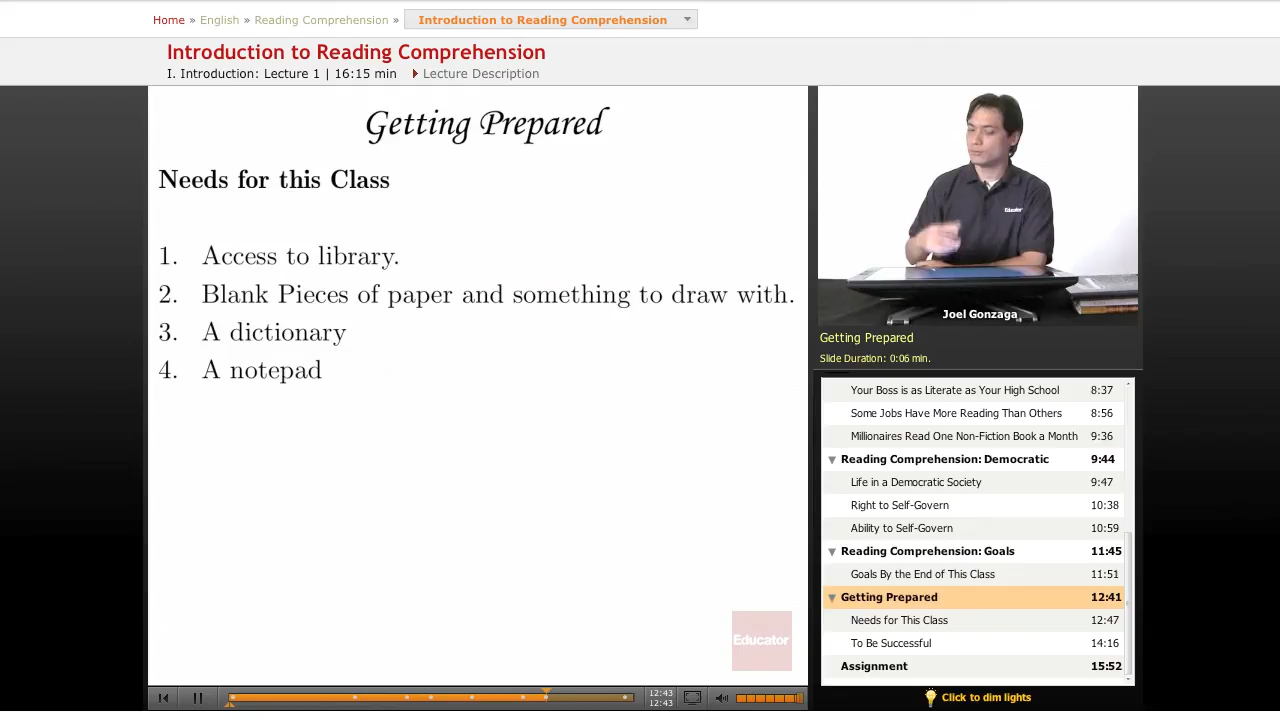 Home » English » Reading Comprehension » Introduction to Reading Comprehension
Introduction to Reading Comprehension
I. Introduction: Lecture 1 | 16:15 min Lecture Description
Getting Prepared
Needs for this Class
1. Access to library.
2. Blank Pieces of paper and something to draw with.
3. A dictionary
4. A notepad
Educator
12:43
12:43
Educator
Joel Gonzaga
Getting Prepared
Slide Duration: 0:06 min.
Your Boss is as Literate as Your High School 8:37
Some Jobs Have More Reading Than Others 8:56
Millionaires Read One Non-Fiction Book a Month 9:36
Reading Comprehension: Democratic 9:44
Life in a Democratic Society 9:47
Right to Self-Govern 10:38
Ability to Self-Govern 10:59
Reading Comprehension: Goals 11:45
Goals By the End of This Class 11:51
Getting Prepared 12:41
Needs for This Class 12:47
To Be Successful 14:16
Assignment 15:52
Click to dim lights